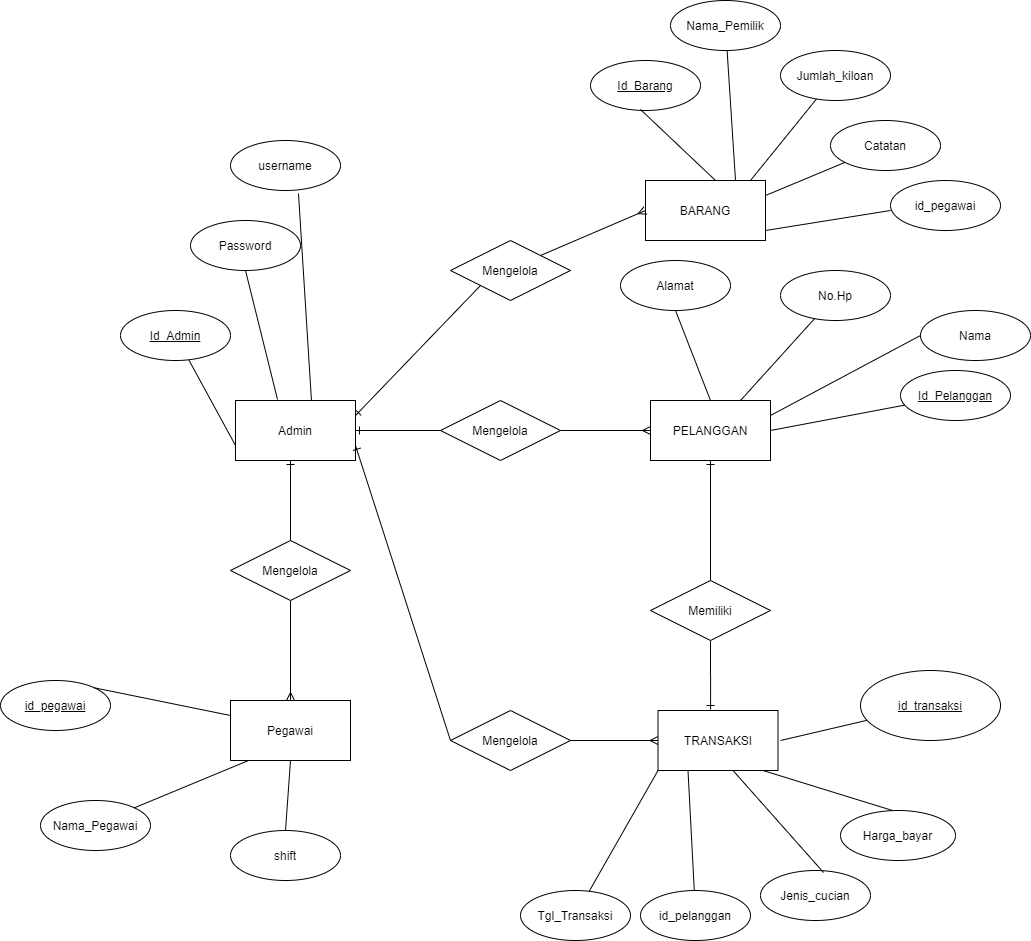 Nama_Pemilik
Id_Barang
Jumlah_kiloan
Catatan
username
BARANG
id_pegawai
Password
Mengelola
Alamat
No.Hp
Id_Admin
Nama
Id_Pelanggan
Admin
Mengelola
PELANGGAN
Mengelola
Memiliki
id_pegawai
id_transaksi
Pegawai
Mengelola
TRANSAKSI
Nama_Pegawai
Harga_bayar
shift
Jenis_cucian
Tgl_Transaksi
id_pelanggan